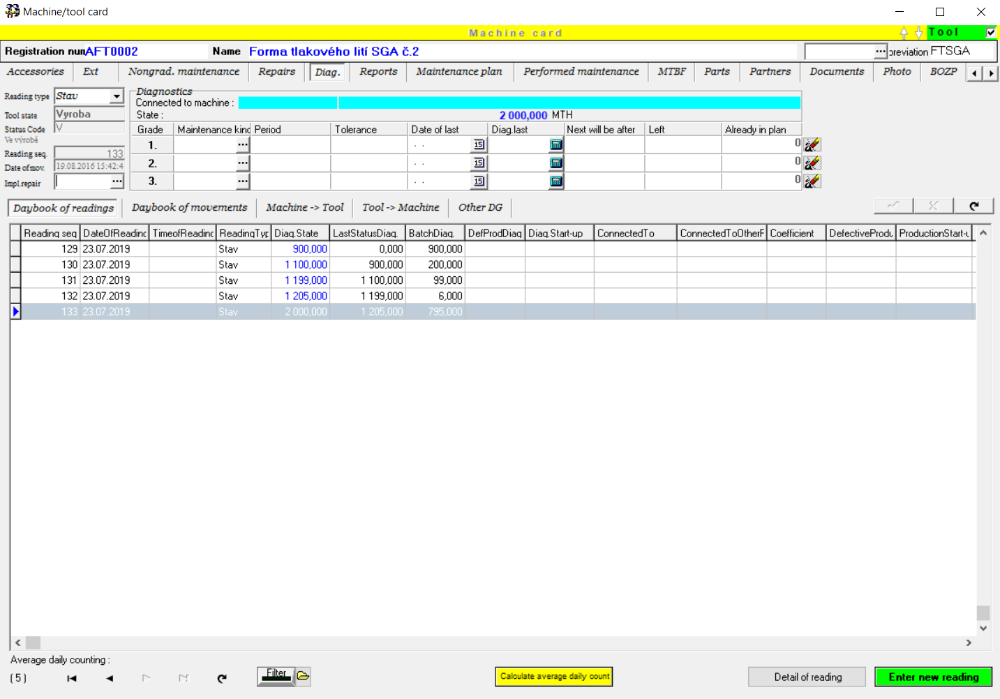 Machine/tool card
Machine card
Tool
Registration num AFT0002 Name Forma tlakového lití SGA č.2 ... breviation FTSGA
Accessories Ext Nongrad. maintenance Repairs Diag. Reports Maintenance plan Performed maintenance MTBF Parts Partners Documents Photo BOZP
Reading type Stav
Tool state Vyroba
Status Code V
Ve výrobě
Reading seq. 133
Date of mov. 19.08.2016 15:42:4
Impl.repair ...
Diagnostics
Connected to machine :
State : 2 000,000 MTH
Grade Maintenance kind Period Tolerance Date of last Diag.last Next will be after Left Already in plan
1. ... . . 15 0
2. ... . . 15 0
3. ... . . 15 0
Daybook of readings Daybook of movements Machine -> Tool Tool -> Machine Other DG
Reading seq DateOfReading TimeofReading ReadingTyp Diag.State LastStatusDiag. BatchDiag. DefProdDiag Diag.Start-up ConnectedTo ConnectedToOtherF Coefficient DefectiveProdu ProductionStart-u
129 23.07.2019 Stav 900,000 0,000 900,000
130 23.07.2019 Stav 1 100,000 900,000 200,000
131 23.07.2019 Stav 1 199,000 1 100,000 99,000
132 23.07.2019 Stav 1 205,000 1 199,000 6,000
133 23.07.2019 Stav 2 000,000 1 205,000 795,000
Average daily counting :
(5)
Filter
Calculate average daily count
Detail of reading
Enter new reading